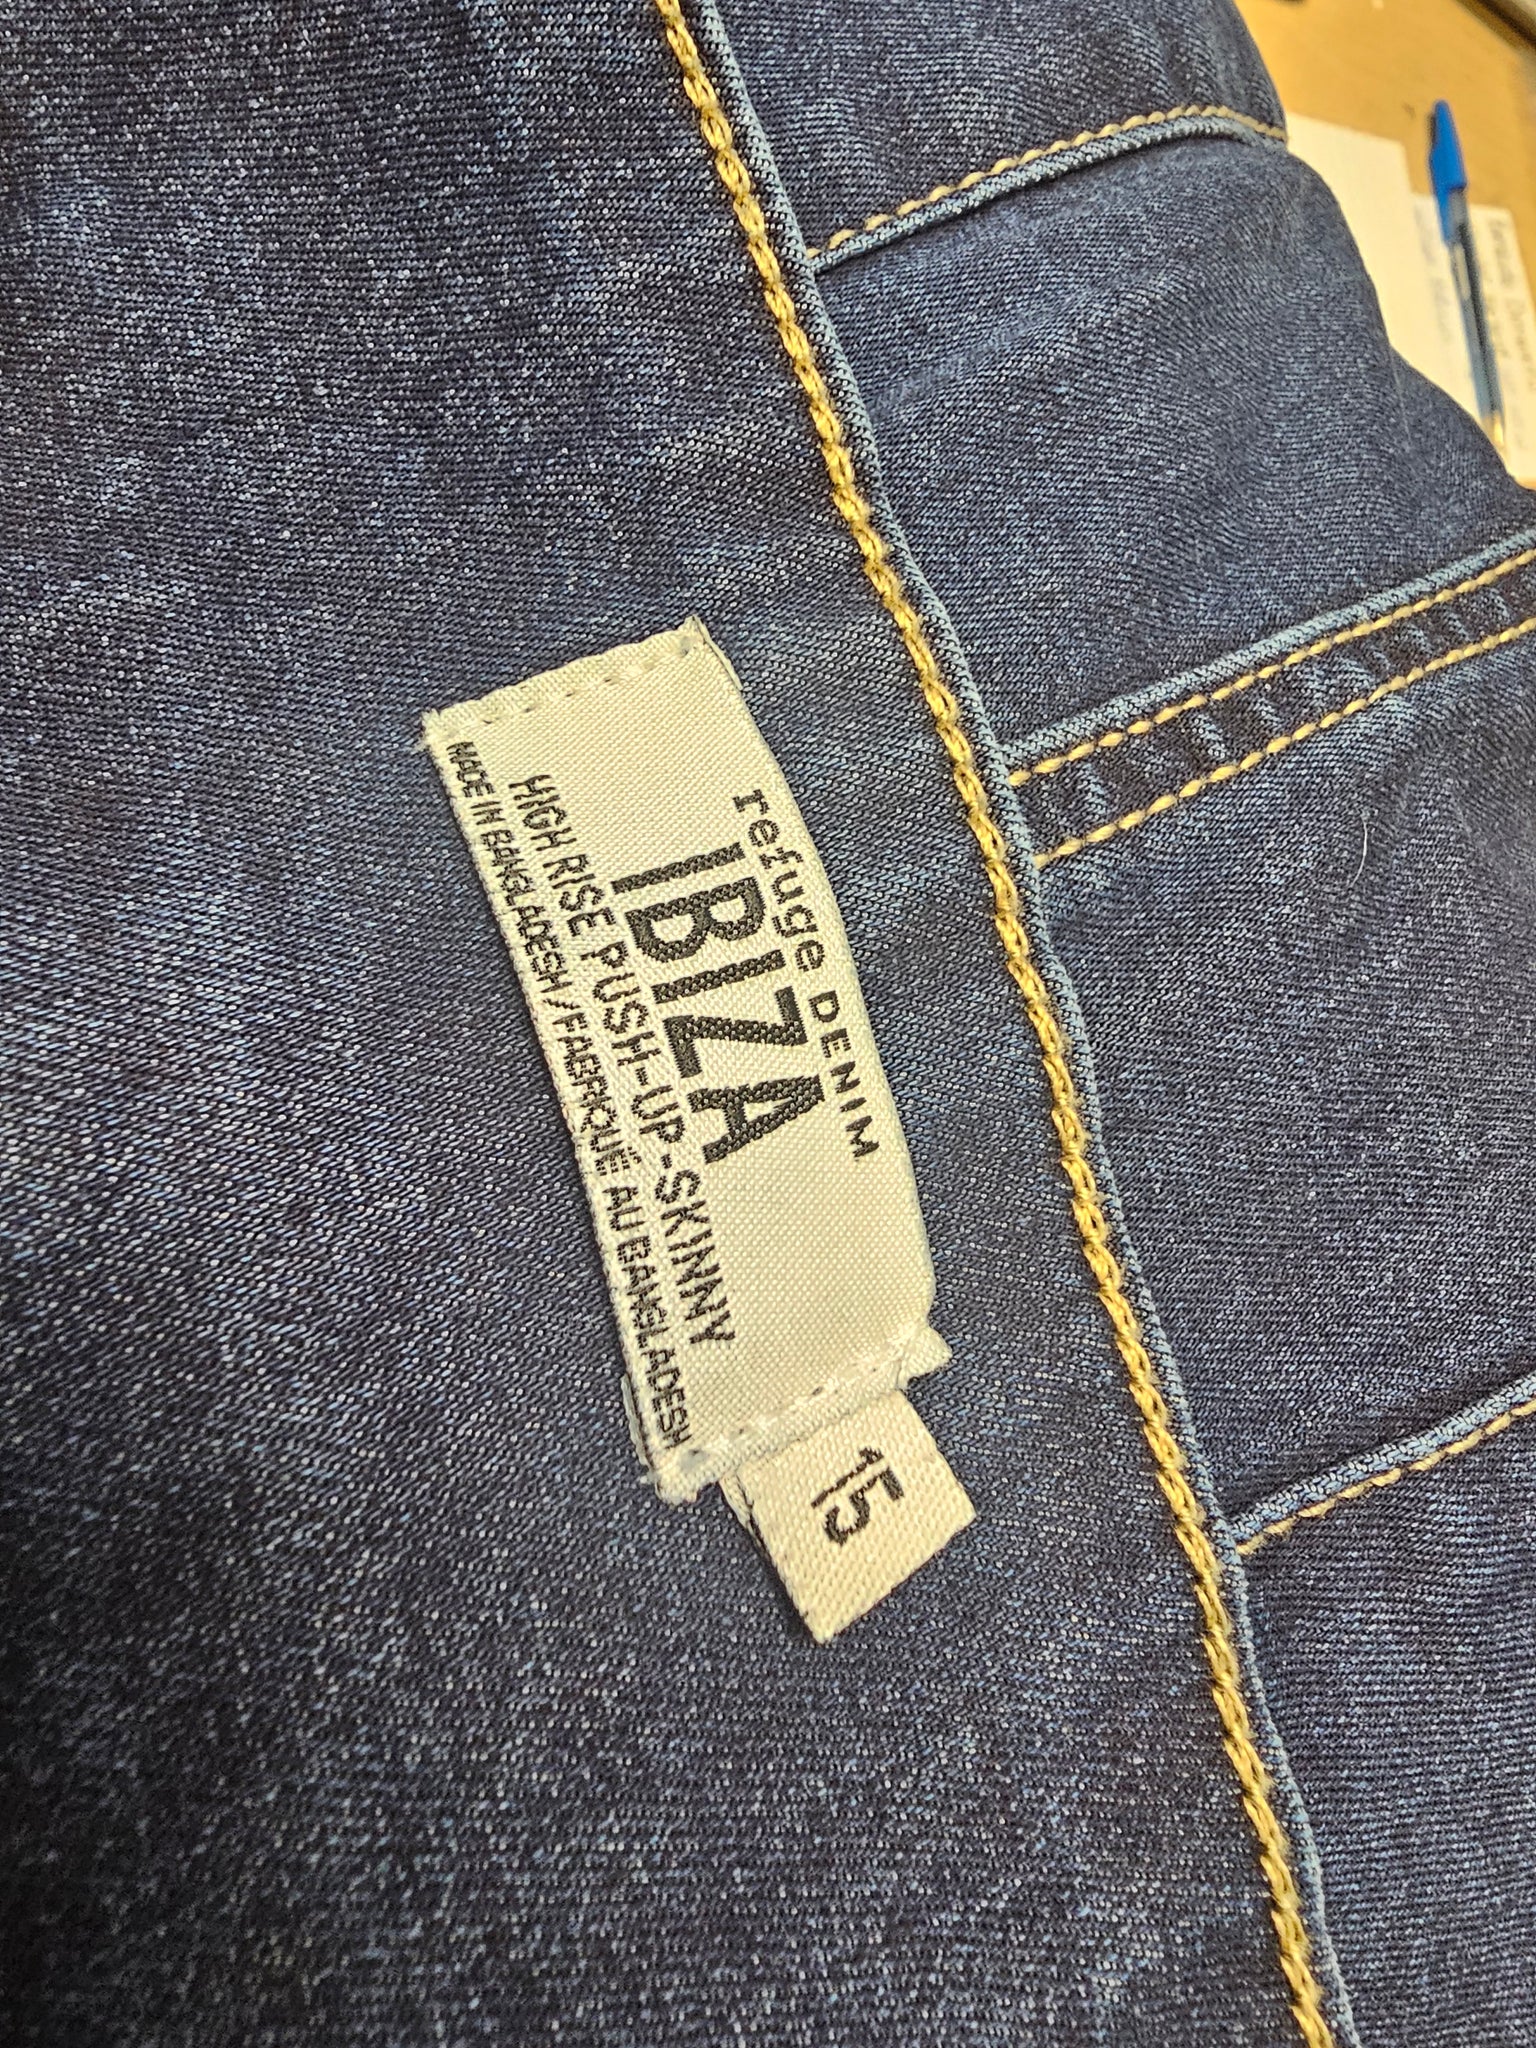 refuge DENIM
IBIZA
HIGH RISE PUSH-UP-SKINNY
MADE IN BANGLADESH / FABRIQUÉ AU BANGLADESH
15